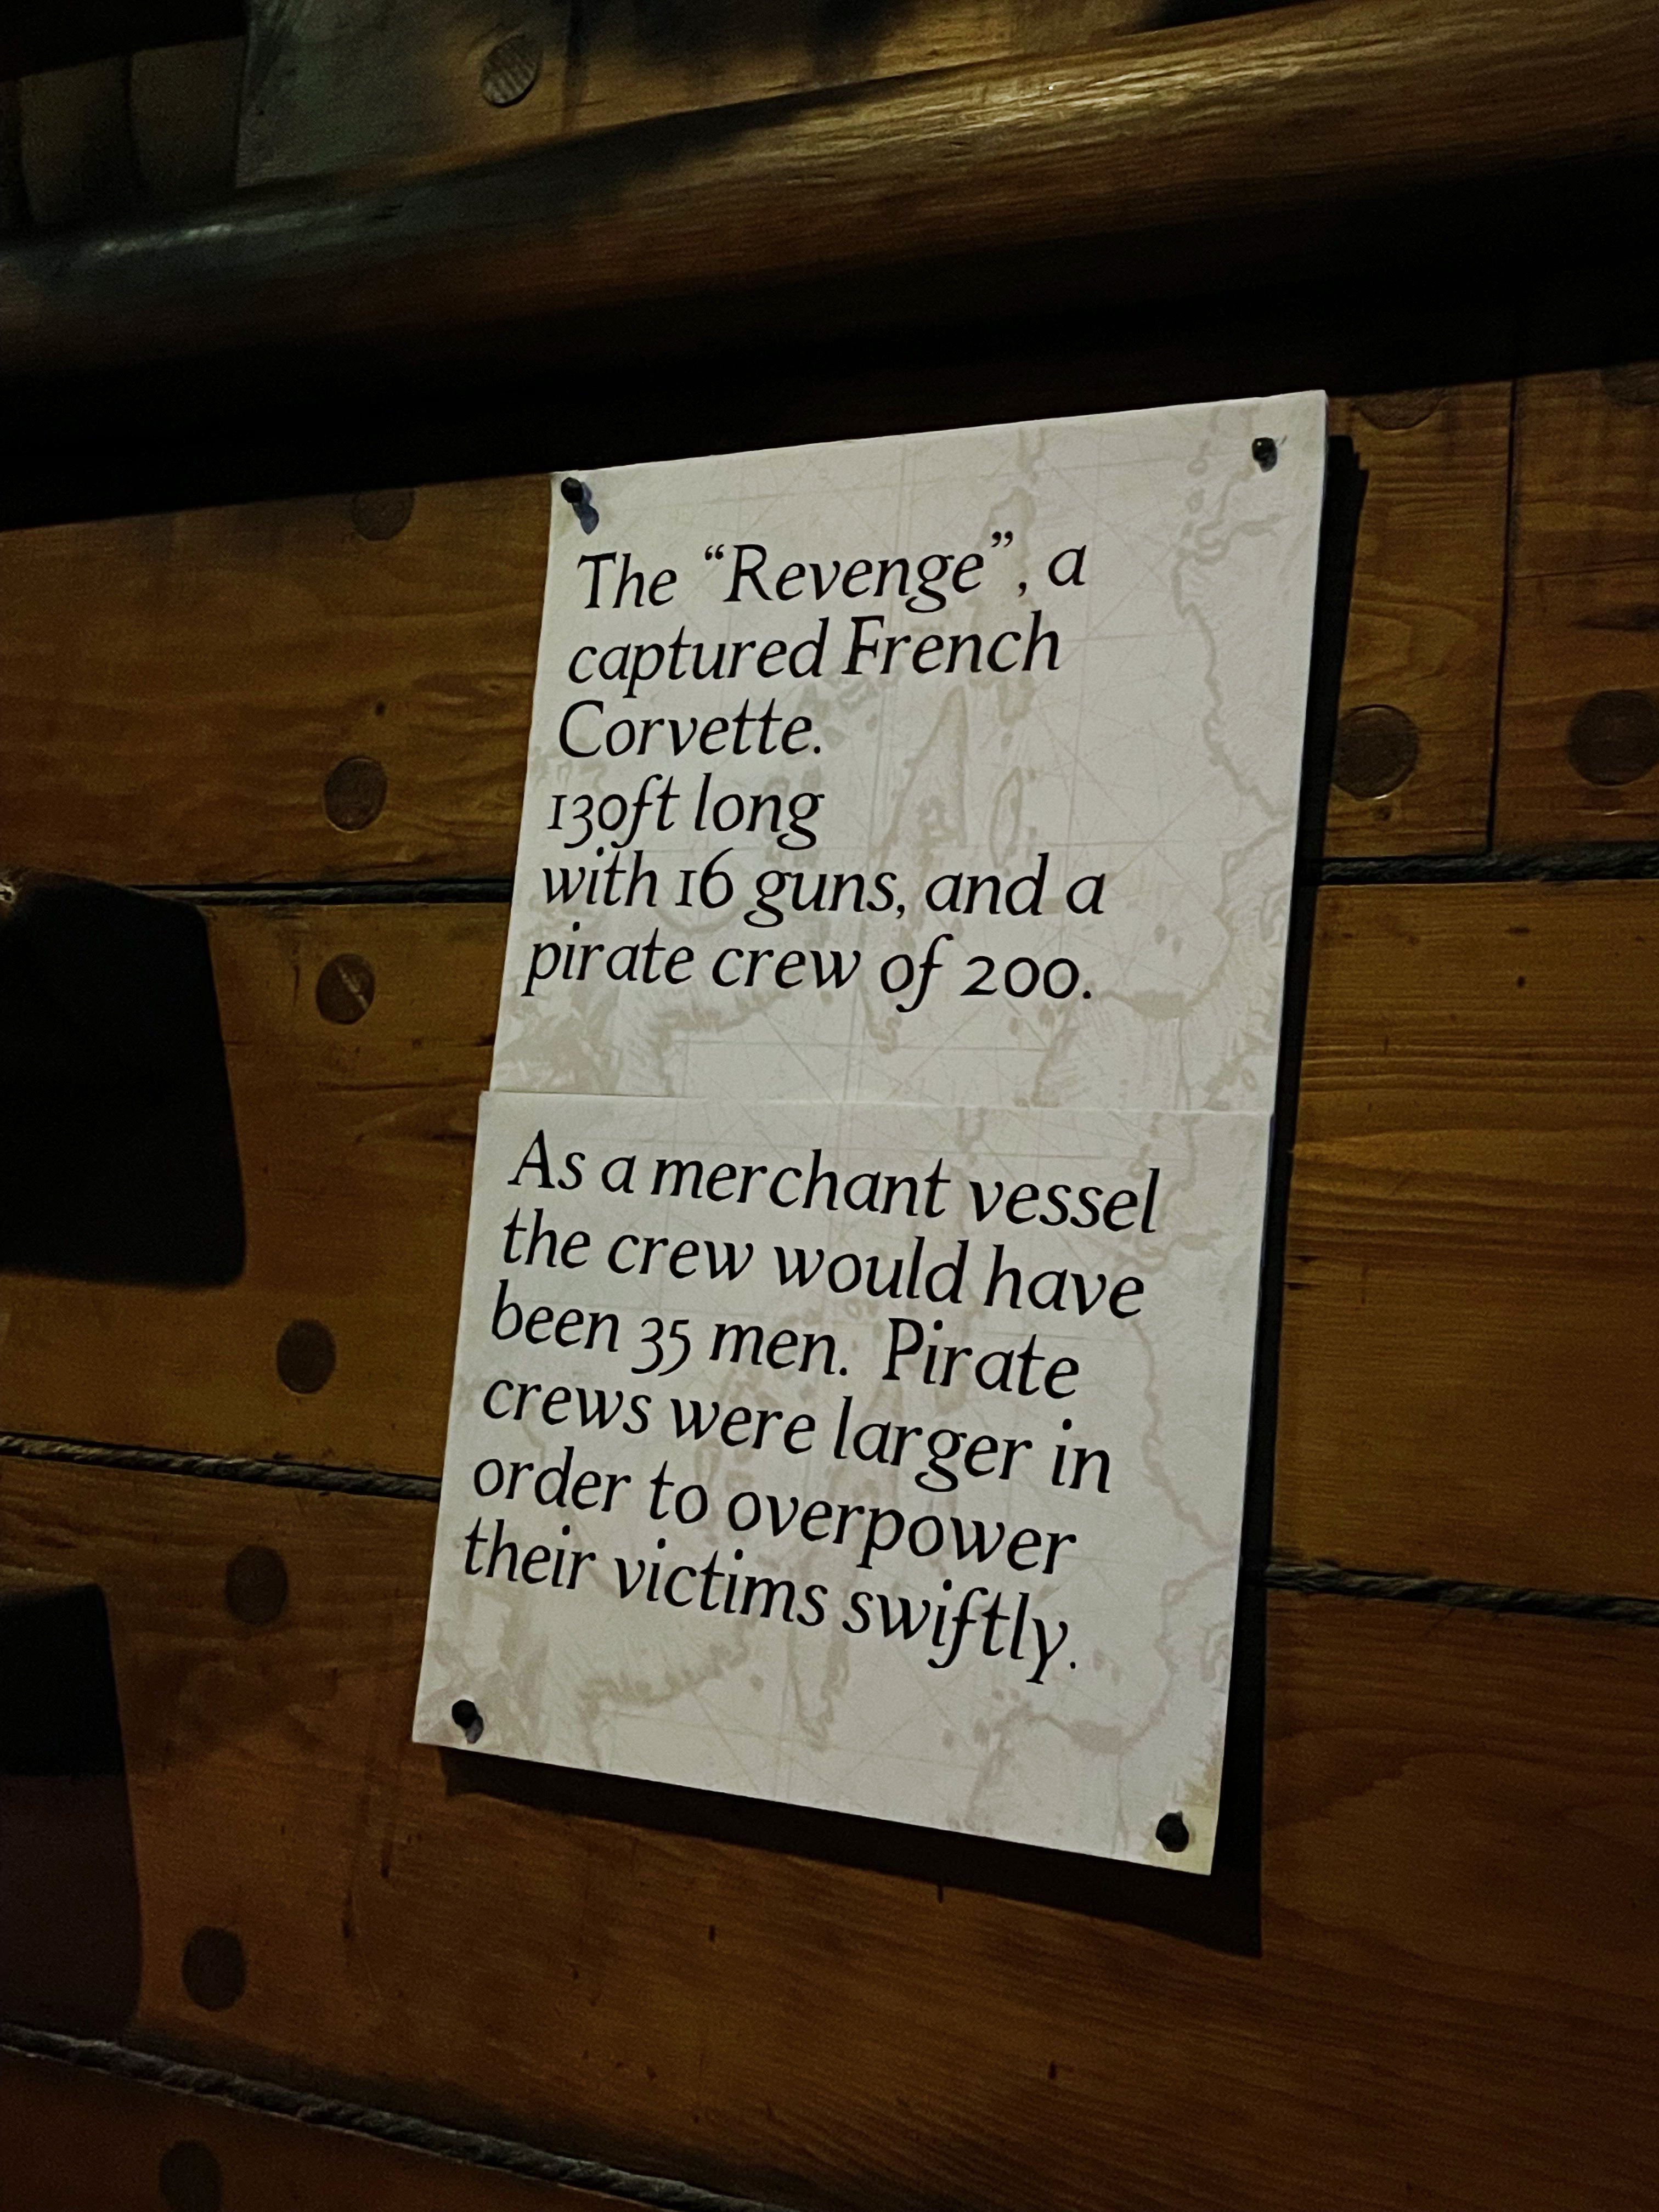 The “Revenge”, a
captured French
Corvette.
130ft long
with 16 guns, and a
pirate crew of 200.
As a merchant vessel
the crew would have
been 35 men. Pirate
crews were larger in
order to overpower
their victims swiftly.